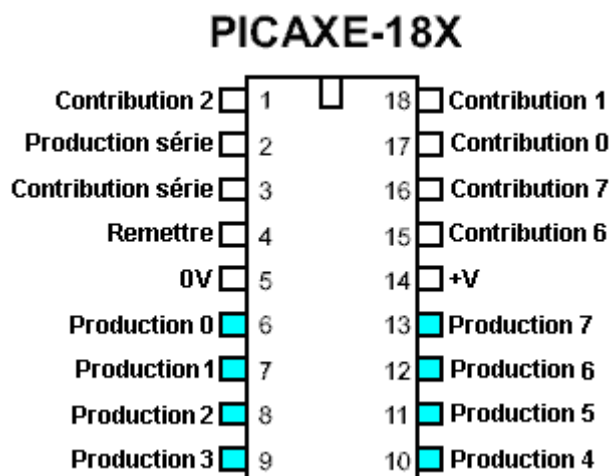 PICAXE-18X
Contribution 2 1 18 Contribution 1
Production série 2 17 Contribution 0
Contribution série 3 16 Contribution 7
Remettre 4 15 Contribution 6
0V 5 14 +V
Production 0 6 13 Production 7
Production 1 7 12 Production 6
Production 2 8 11 Production 5
Production 3 9 10 Production 4